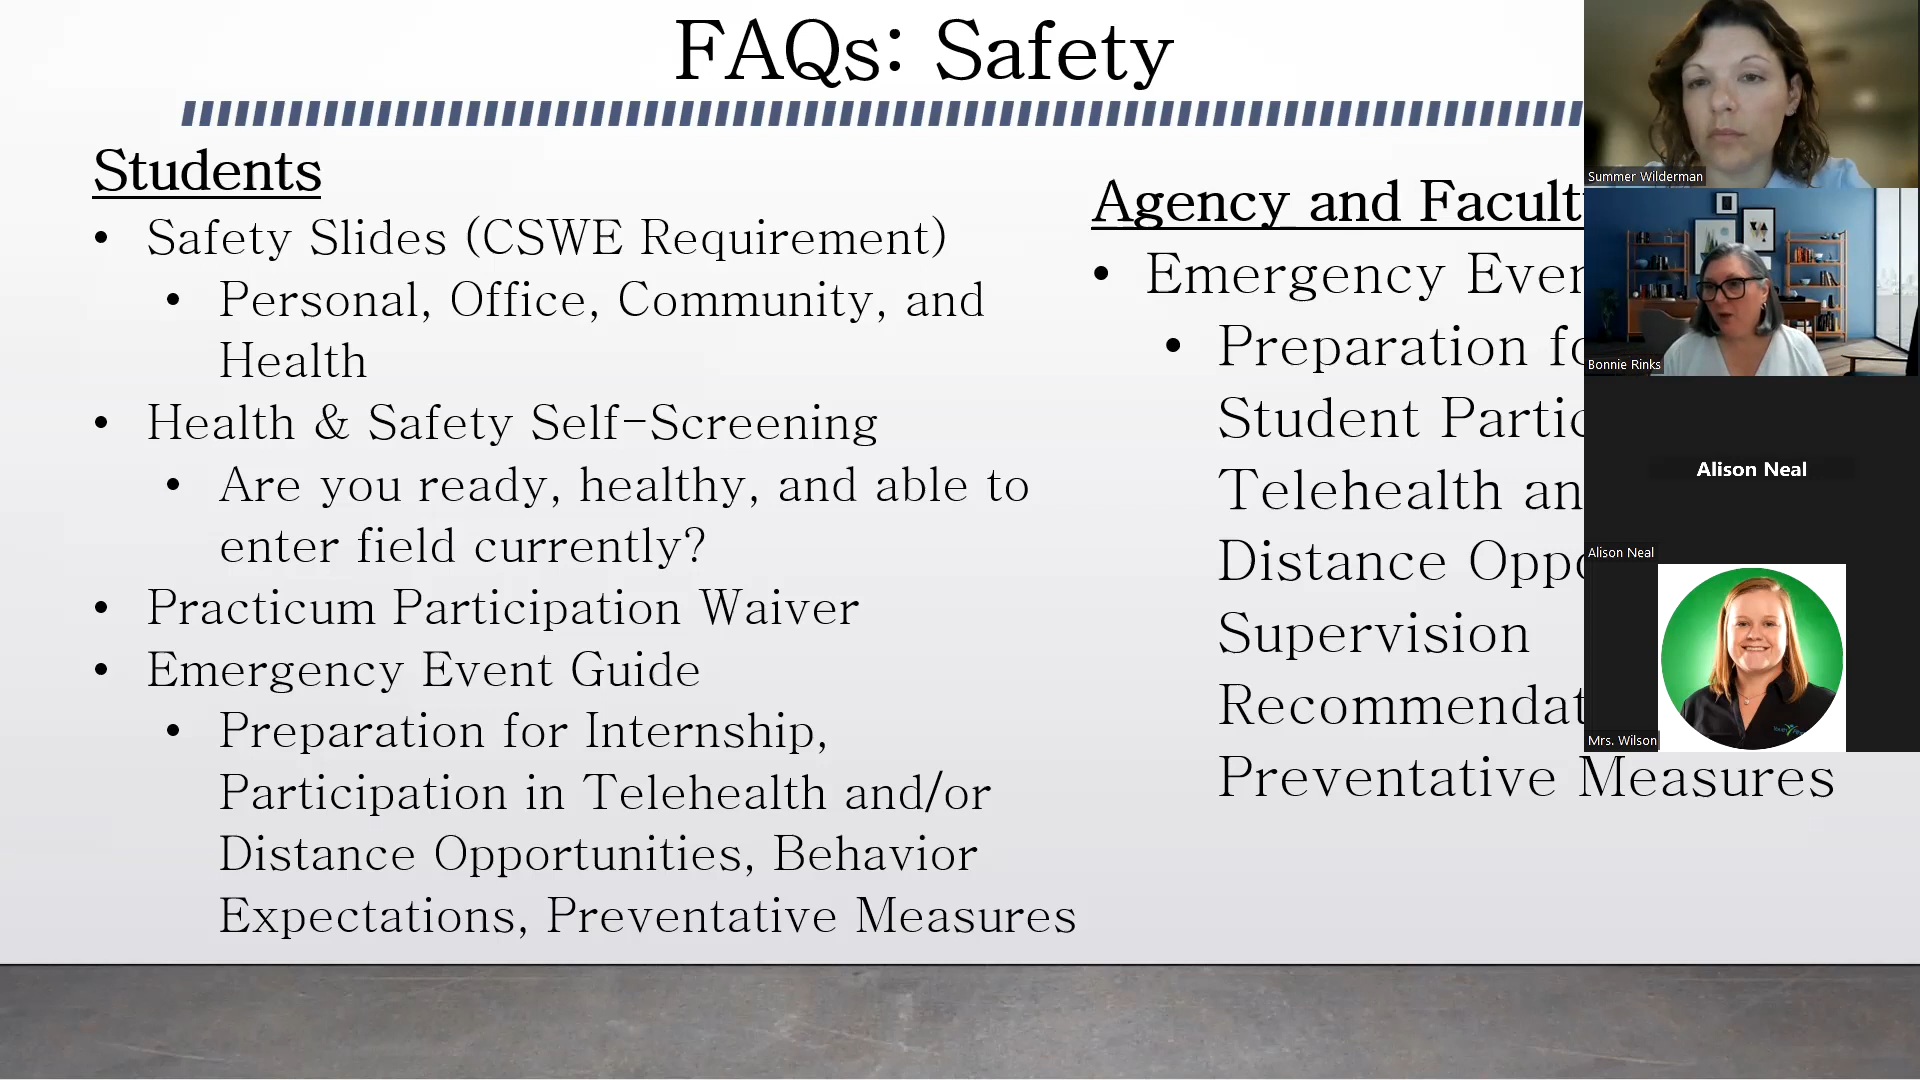 FAQs: Safety
Students
• Safety Slides (CSWE Requirement)
• Personal, Office, Community, and
Health
• Health & Safety Self-Screening
• Are you ready, healthy, and able to
enter field currently?
• Practicum Participation Waiver
• Emergency Event Guide
• Preparation for Internship,
Participation in Telehealth and/or
Distance Opportunities, Behavior
Expectations, Preventative Measures
Agency and Facult
• Emergency Even
• Preparation fo
Student Partic
Telehealth an
Distance Oppo
Supervision
Recommendat
Preventative Measures
Summer Wilderman
Bonnie Rinks
Alison Neal
Alison Neal
Mrs. Wilson